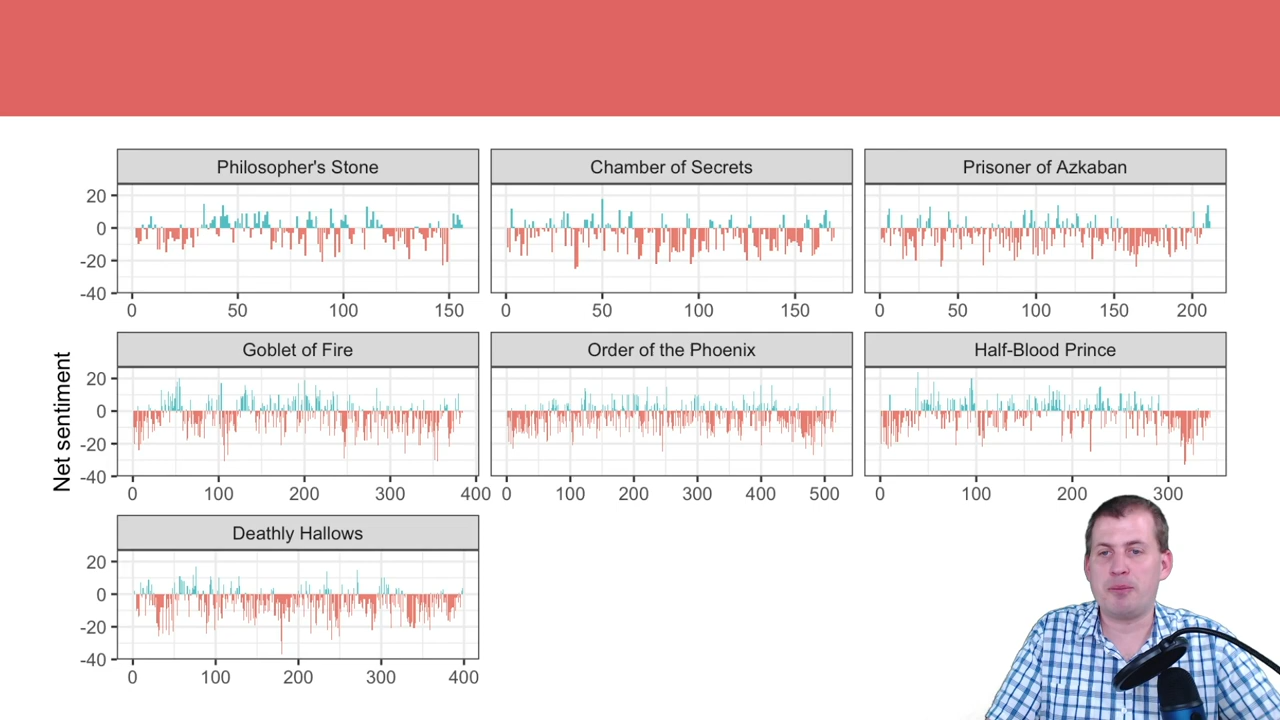 Philosopher's Stone
Chamber of Secrets
Prisoner of Azkaban
20
0
-20
-40
0 50 100 150
0 50 100 150
0 50 100 150 200
Goblet of Fire
Order of the Phoenix
Half-Blood Prince
Net sentiment
20
0
-20
-40
0 100 200 300 400
0 100 200 300 400 500
0 100 200 300
Deathly Hallows
20
0
-20
-40
0 100 200 300 400